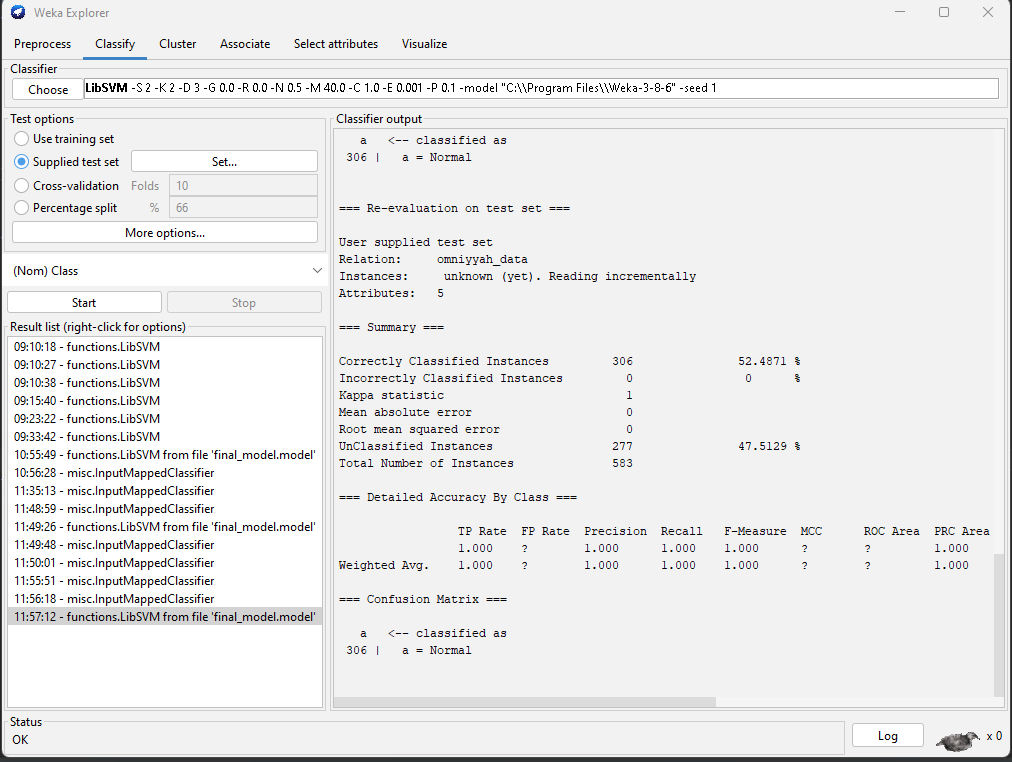 Weka Explorer
Preprocess Classify Cluster Associate Select attributes Visualize
Classifier
Choose LibSVM -S 2 -K 2 -D 3 -G 0.0 -R 0.0 -N 0.5 -M 40.0 -C 1.0 -E 0.001 -P 0.1 -model "C:\\Program Files\\Weka-3-8-6" -seed 1
Test options
Use training set
Supplied test set Set...
Cross-validation Folds 10
Percentage split % 66
More options...
(Nom) Class
Start Stop
Result list (right-click for options)
09:10:18 - functions.LibSVM
09:10:27 - functions.LibSVM
09:10:38 - functions.LibSVM
09:15:40 - functions.LibSVM
09:23:22 - functions.LibSVM
09:33:42 - functions.LibSVM
10:55:49 - functions.LibSVM from file 'final_model.model'
10:56:28 - misc.InputMappedClassifier
11:35:13 - misc.InputMappedClassifier
11:48:59 - misc.InputMappedClassifier
11:49:26 - functions.LibSVM from file 'final_model.model'
11:49:48 - misc.InputMappedClassifier
11:50:01 - misc.InputMappedClassifier
11:55:51 - misc.InputMappedClassifier
11:56:18 - misc.InputMappedClassifier
11:57:12 - functions.LibSVM from file 'final_model.model'
Classifier output
a <-- classified as
306 | a = Normal
=== Re-evaluation on test set ===
User supplied test set
Relation: omniyyah_data
Instances: unknown (yet). Reading incrementally
Attributes: 5
=== Summary ===
Correctly Classified Instances 306 52.4871 %
Incorrectly Classified Instances 0 0 %
Kappa statistic 1
Mean absolute error 0
Root mean squared error 0
UnClassified Instances 277 47.5129 %
Total Number of Instances 583
=== Detailed Accuracy By Class ===
TP Rate FP Rate Precision Recall F-Measure MCC ROC Area PRC Area
1.000 ? 1.000 1.000 1.000 ? ? 1.000
Weighted Avg. 1.000 ? 1.000 1.000 1.000 ? ? 1.000
=== Confusion Matrix ===
a <-- classified as
306 | a = Normal
Status
OK
Log x 0